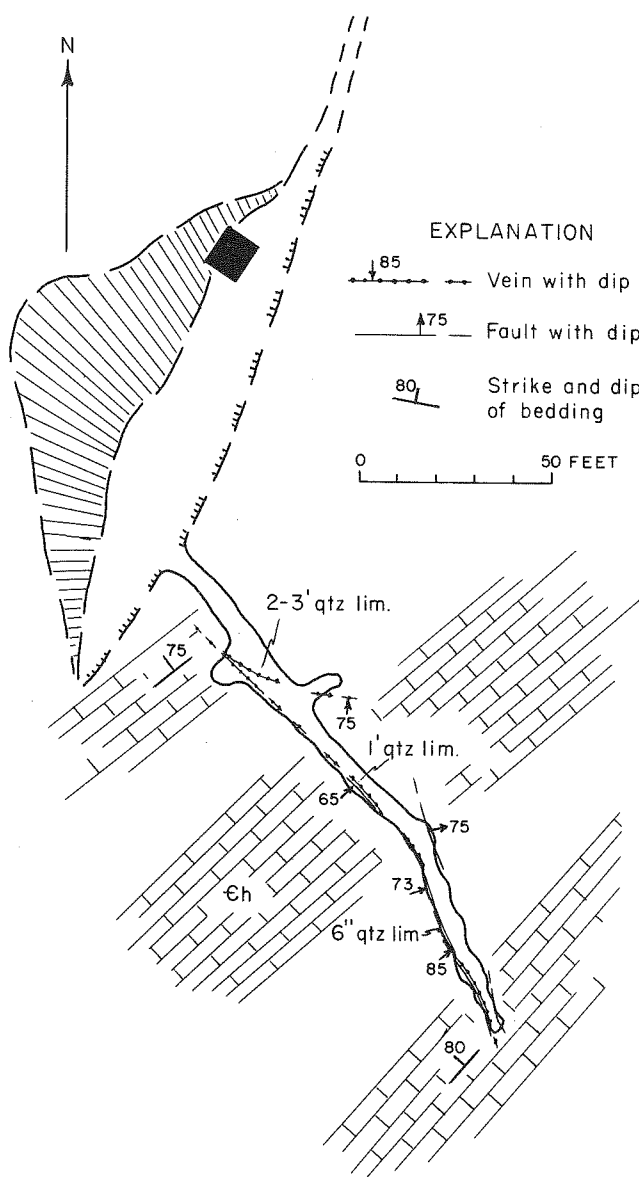 N
EXPLANATION
85
Vein with dip
75
Fault with dip
80
Strike and dip
of bedding
0 50 FEET
2-3' qtz lim.
75
75
1' qtz lim.
65
75
Ꞓh
73
6" qtz lim
85
80